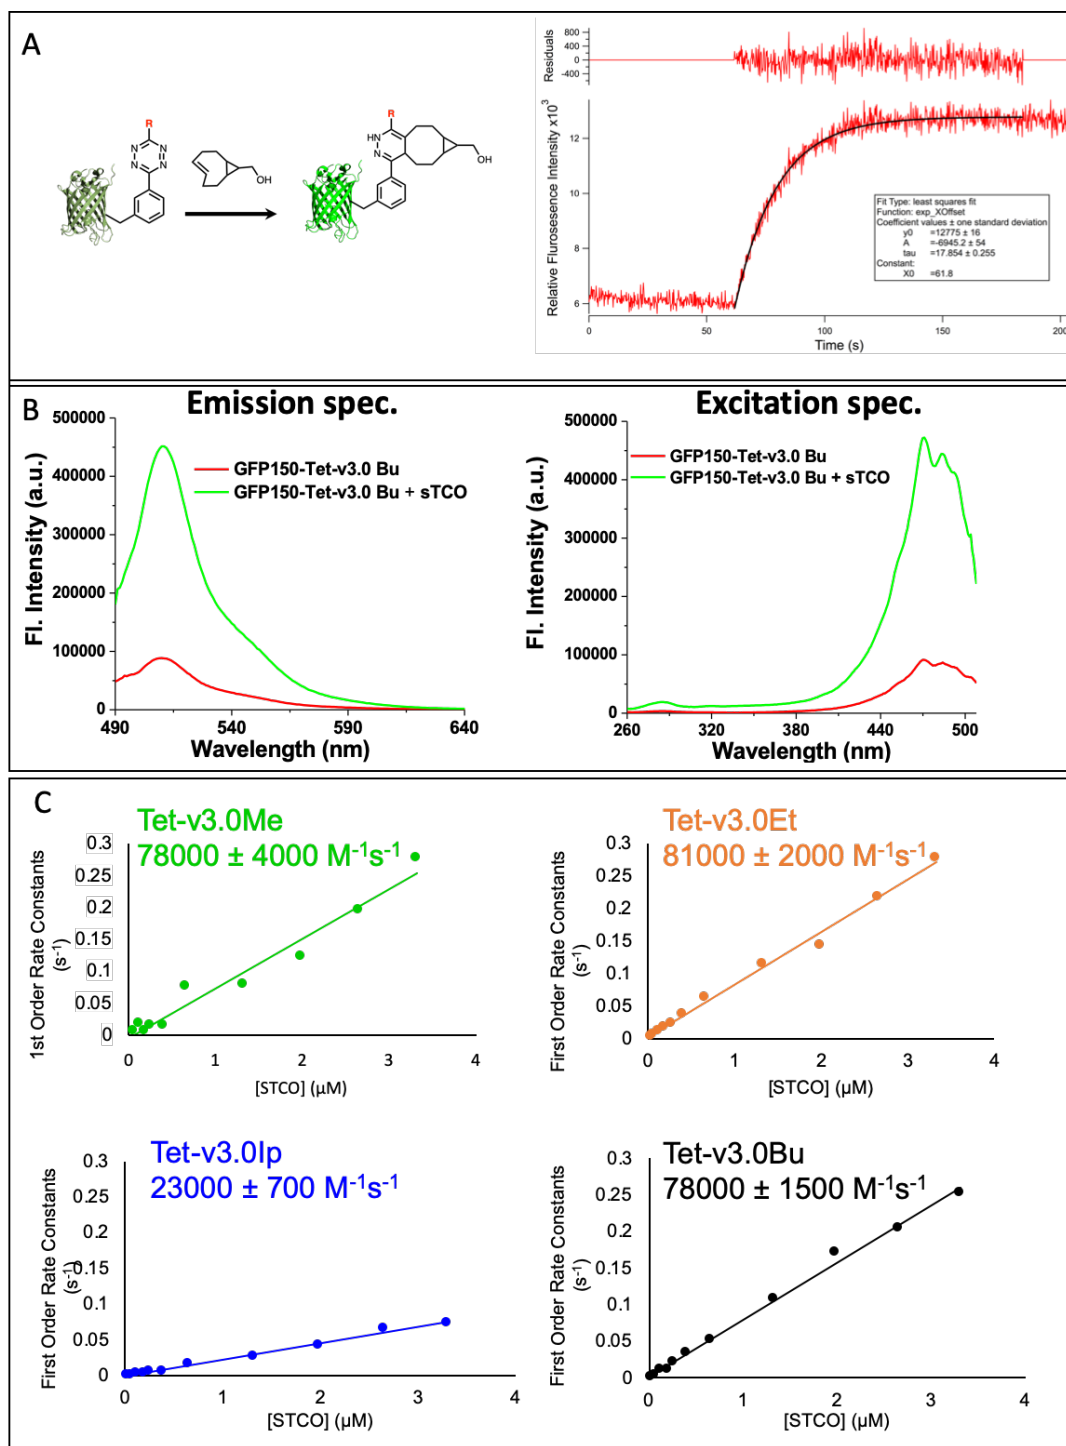 A
R
N
N
N
N
OH
R
HN
N
OH
Residuals
800
400
0
-400
Relative Flurosesence Intensity x10³
12
10
8
6
0
50
100
150
200
Time (s)
Fit Type: least squares fit
Function: exp_XOffset
Coefficient values ± one standard deviation
y0 =12775 ± 16
A =-6945.2 ± 54
tau =17.854 ± 0.255
Constant:
X0 =61.8
B
Emission spec.
Fl. Intensity (a.u.)
500000
400000
300000
200000
100000
0
GFP150-Tet-v3.0 Bu
GFP150-Tet-v3.0 Bu + sTCO
490
540
590
640
Wavelength (nm)
Excitation spec.
Fl. Intensity (a.u.)
500000
400000
300000
200000
100000
0
GFP150-Tet-v3.0 Bu
GFP150-Tet-v3.0 Bu + sTCO
260
320
380
440
500
Wavelength (nm)
C
Tet-v3.0Me
78000 ± 4000 M⁻¹s⁻¹
1st Order Rate Constants
(s⁻¹)
0.3
0.25
0.2
0.15
0.1
0.05
0
0
1
2
3
4
[STCO] (µM)
Tet-v3.0Et
81000 ± 2000 M⁻¹s⁻¹
First Order Rate Constants
(s⁻¹)
0.3
0.25
0.2
0.15
0.1
0.05
0
0
1
2
3
4
[STCO] (µM)
Tet-v3.0Ip
23000 ± 700 M⁻¹s⁻¹
First Order Rate Constants
(s⁻¹)
0.3
0.25
0.2
0.15
0.1
0.05
0
0
1
2
3
4
[STCO] (µM)
Tet-v3.0Bu
78000 ± 1500 M⁻¹s⁻¹
First Order Rate Constants
(s⁻¹)
0.3
0.25
0.2
0.15
0.1
0.05
0
0
1
2
3
4
[STCO] (µM)